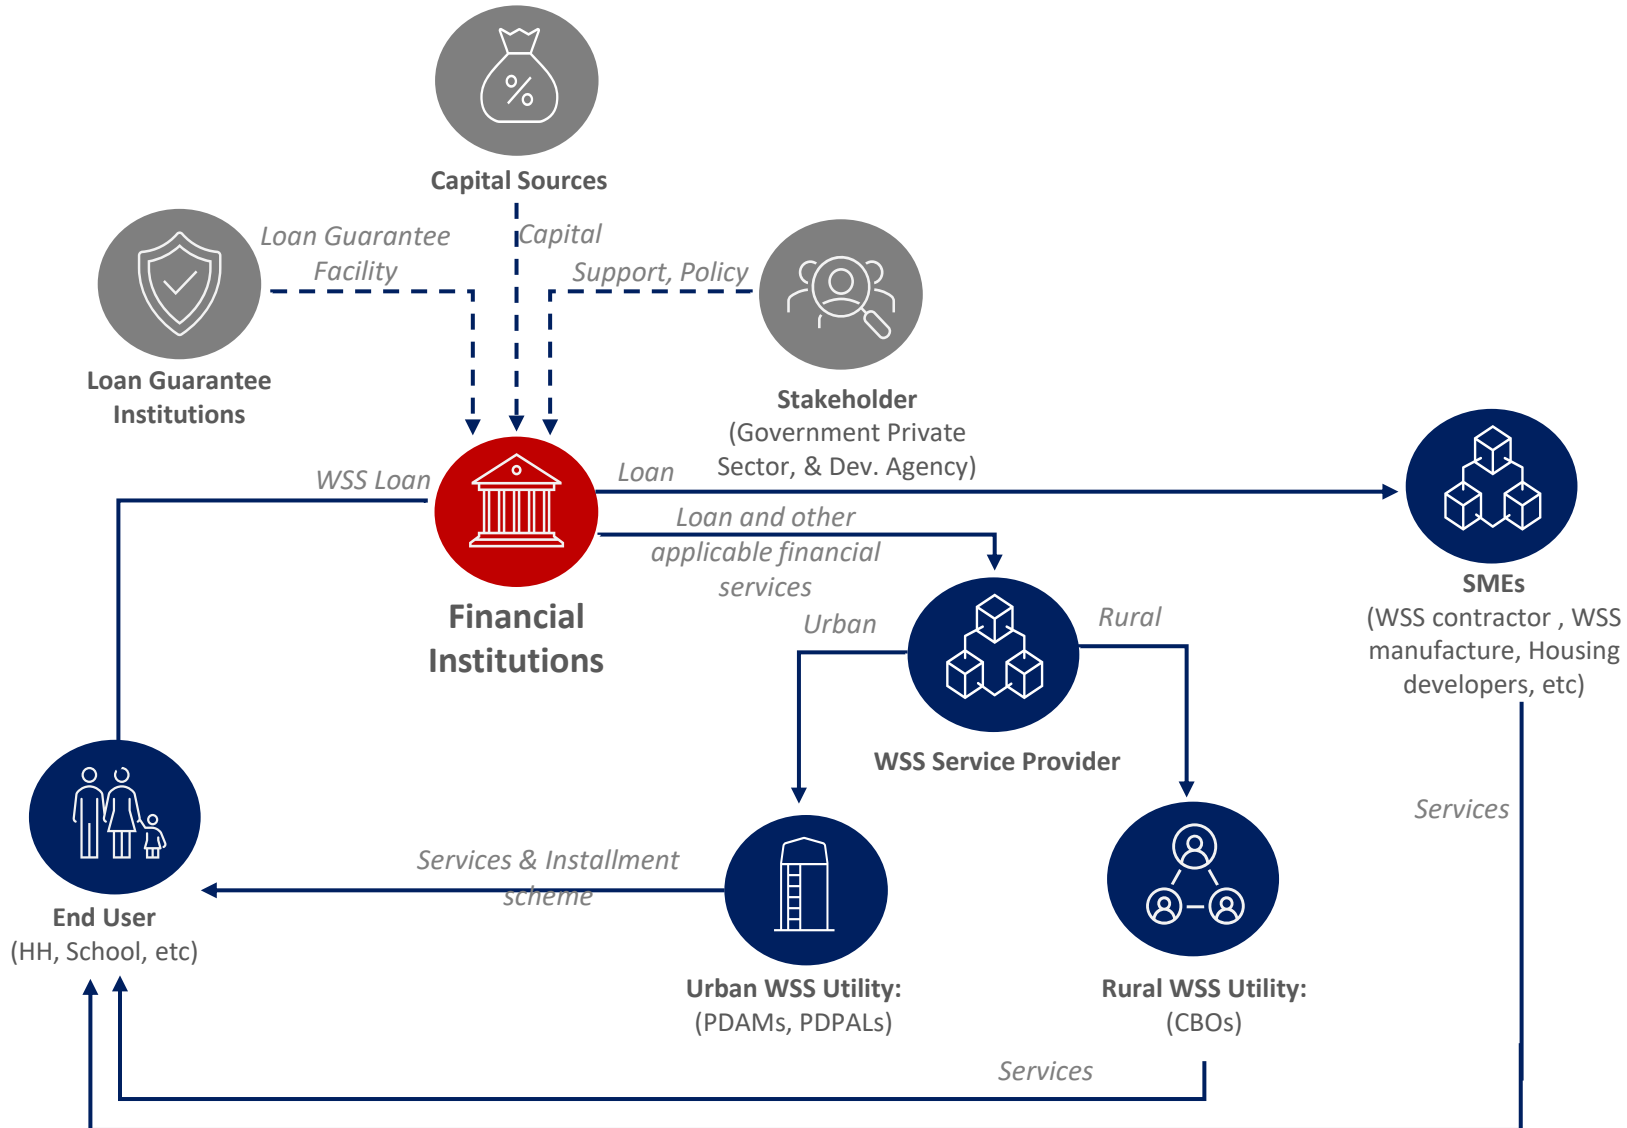 %
Capital Sources
Loan Guarantee
Facility
Capital
Support, Policy
Loan Guarantee
Institutions
Stakeholder
(Government Private
Sector, & Dev. Agency)
WSS Loan
Loan
Loan and other
applicable financial
services
Financial
Institutions
SMEs
(WSS contractor , WSS
manufacture, Housing
developers, etc)
Urban
Rural
WSS Service Provider
Services
Services & Installment
scheme
End User
(HH, School, etc)
Urban WSS Utility:
(PDAMs, PDPALs)
Rural WSS Utility:
(CBOs)
Services